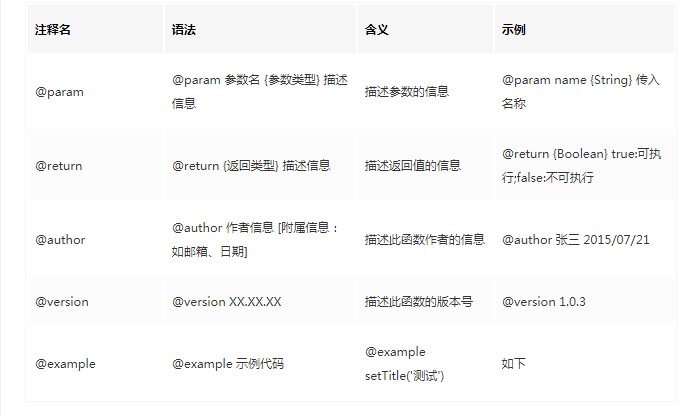 注释名 语法 含义 示例
@param 参数名 {参数类型} 描述 @param name {String} 传入
@param 描述参数的信息
信息 名称
@return {Boolean} true:可执
@return @return {返回类型} 描述信息 描述返回值的信息
行;false:不可执行
@author 作者信息 [附属信息：
@author 描述此函数作者的信息 @author 张三 2015/07/21
如邮箱、日期]
@version @version XX.XX.XX 描述此函数的版本号 @version 1.0.3
@example
@example @example 示例代码 如下
setTitle('测试')